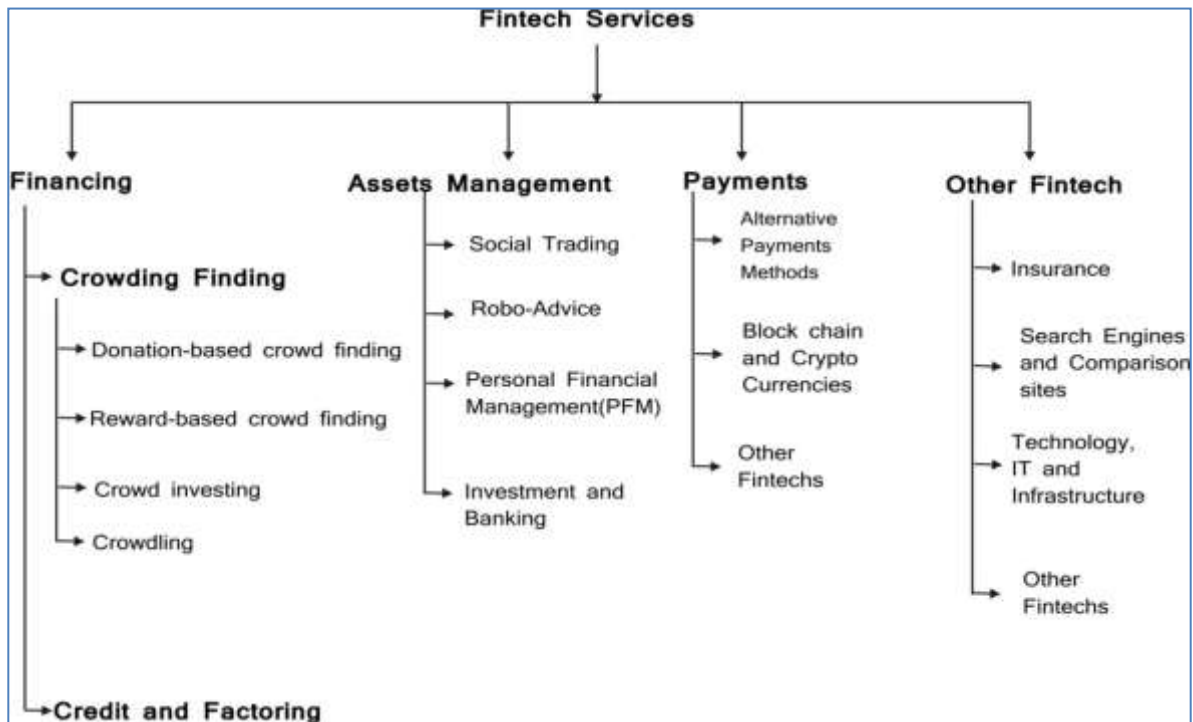 Fintech Services
Financing
Crowding Finding
Donation-based crowd finding
Reward-based crowd finding
Crowd investing
Crowdling
Credit and Factoring
Assets Management
Social Trading
Robo-Advice
Personal Financial
Management(PFM)
Investment and
Banking
Payments
Alternative
Payments
Methods
Block chain
and Crypto
Currencies
Other
Fintechs
Other Fintech
Insurance
Search Engines
and Comparison
sites
Technology,
IT and
Infrastructure
Other
Fintechs